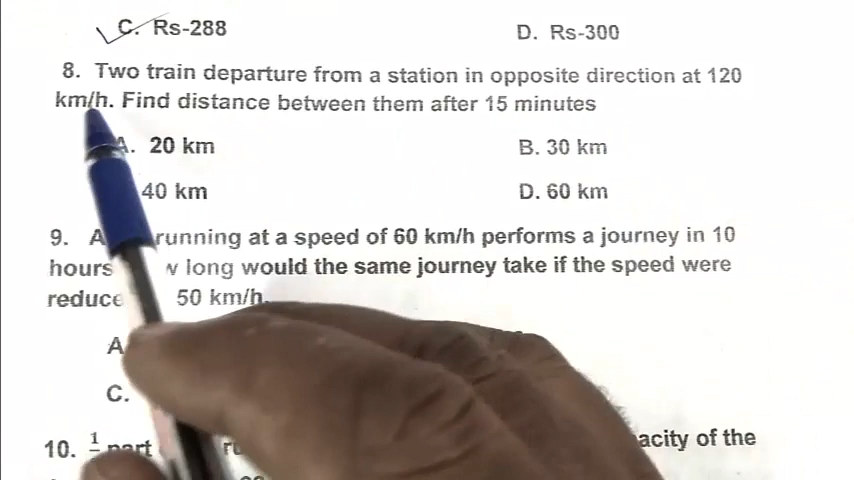 C. Rs-288 D. Rs-300
8. Two train departure from a station in opposite direction at 120
km/h. Find distance between them after 15 minutes
A. 20 km B. 30 km
40 km D. 60 km
9. A running at a speed of 60 km/h performs a journey in 10
hours long would the same journey take if the speed were
50 km/h.
A
C.
10. 1/ part acity of the